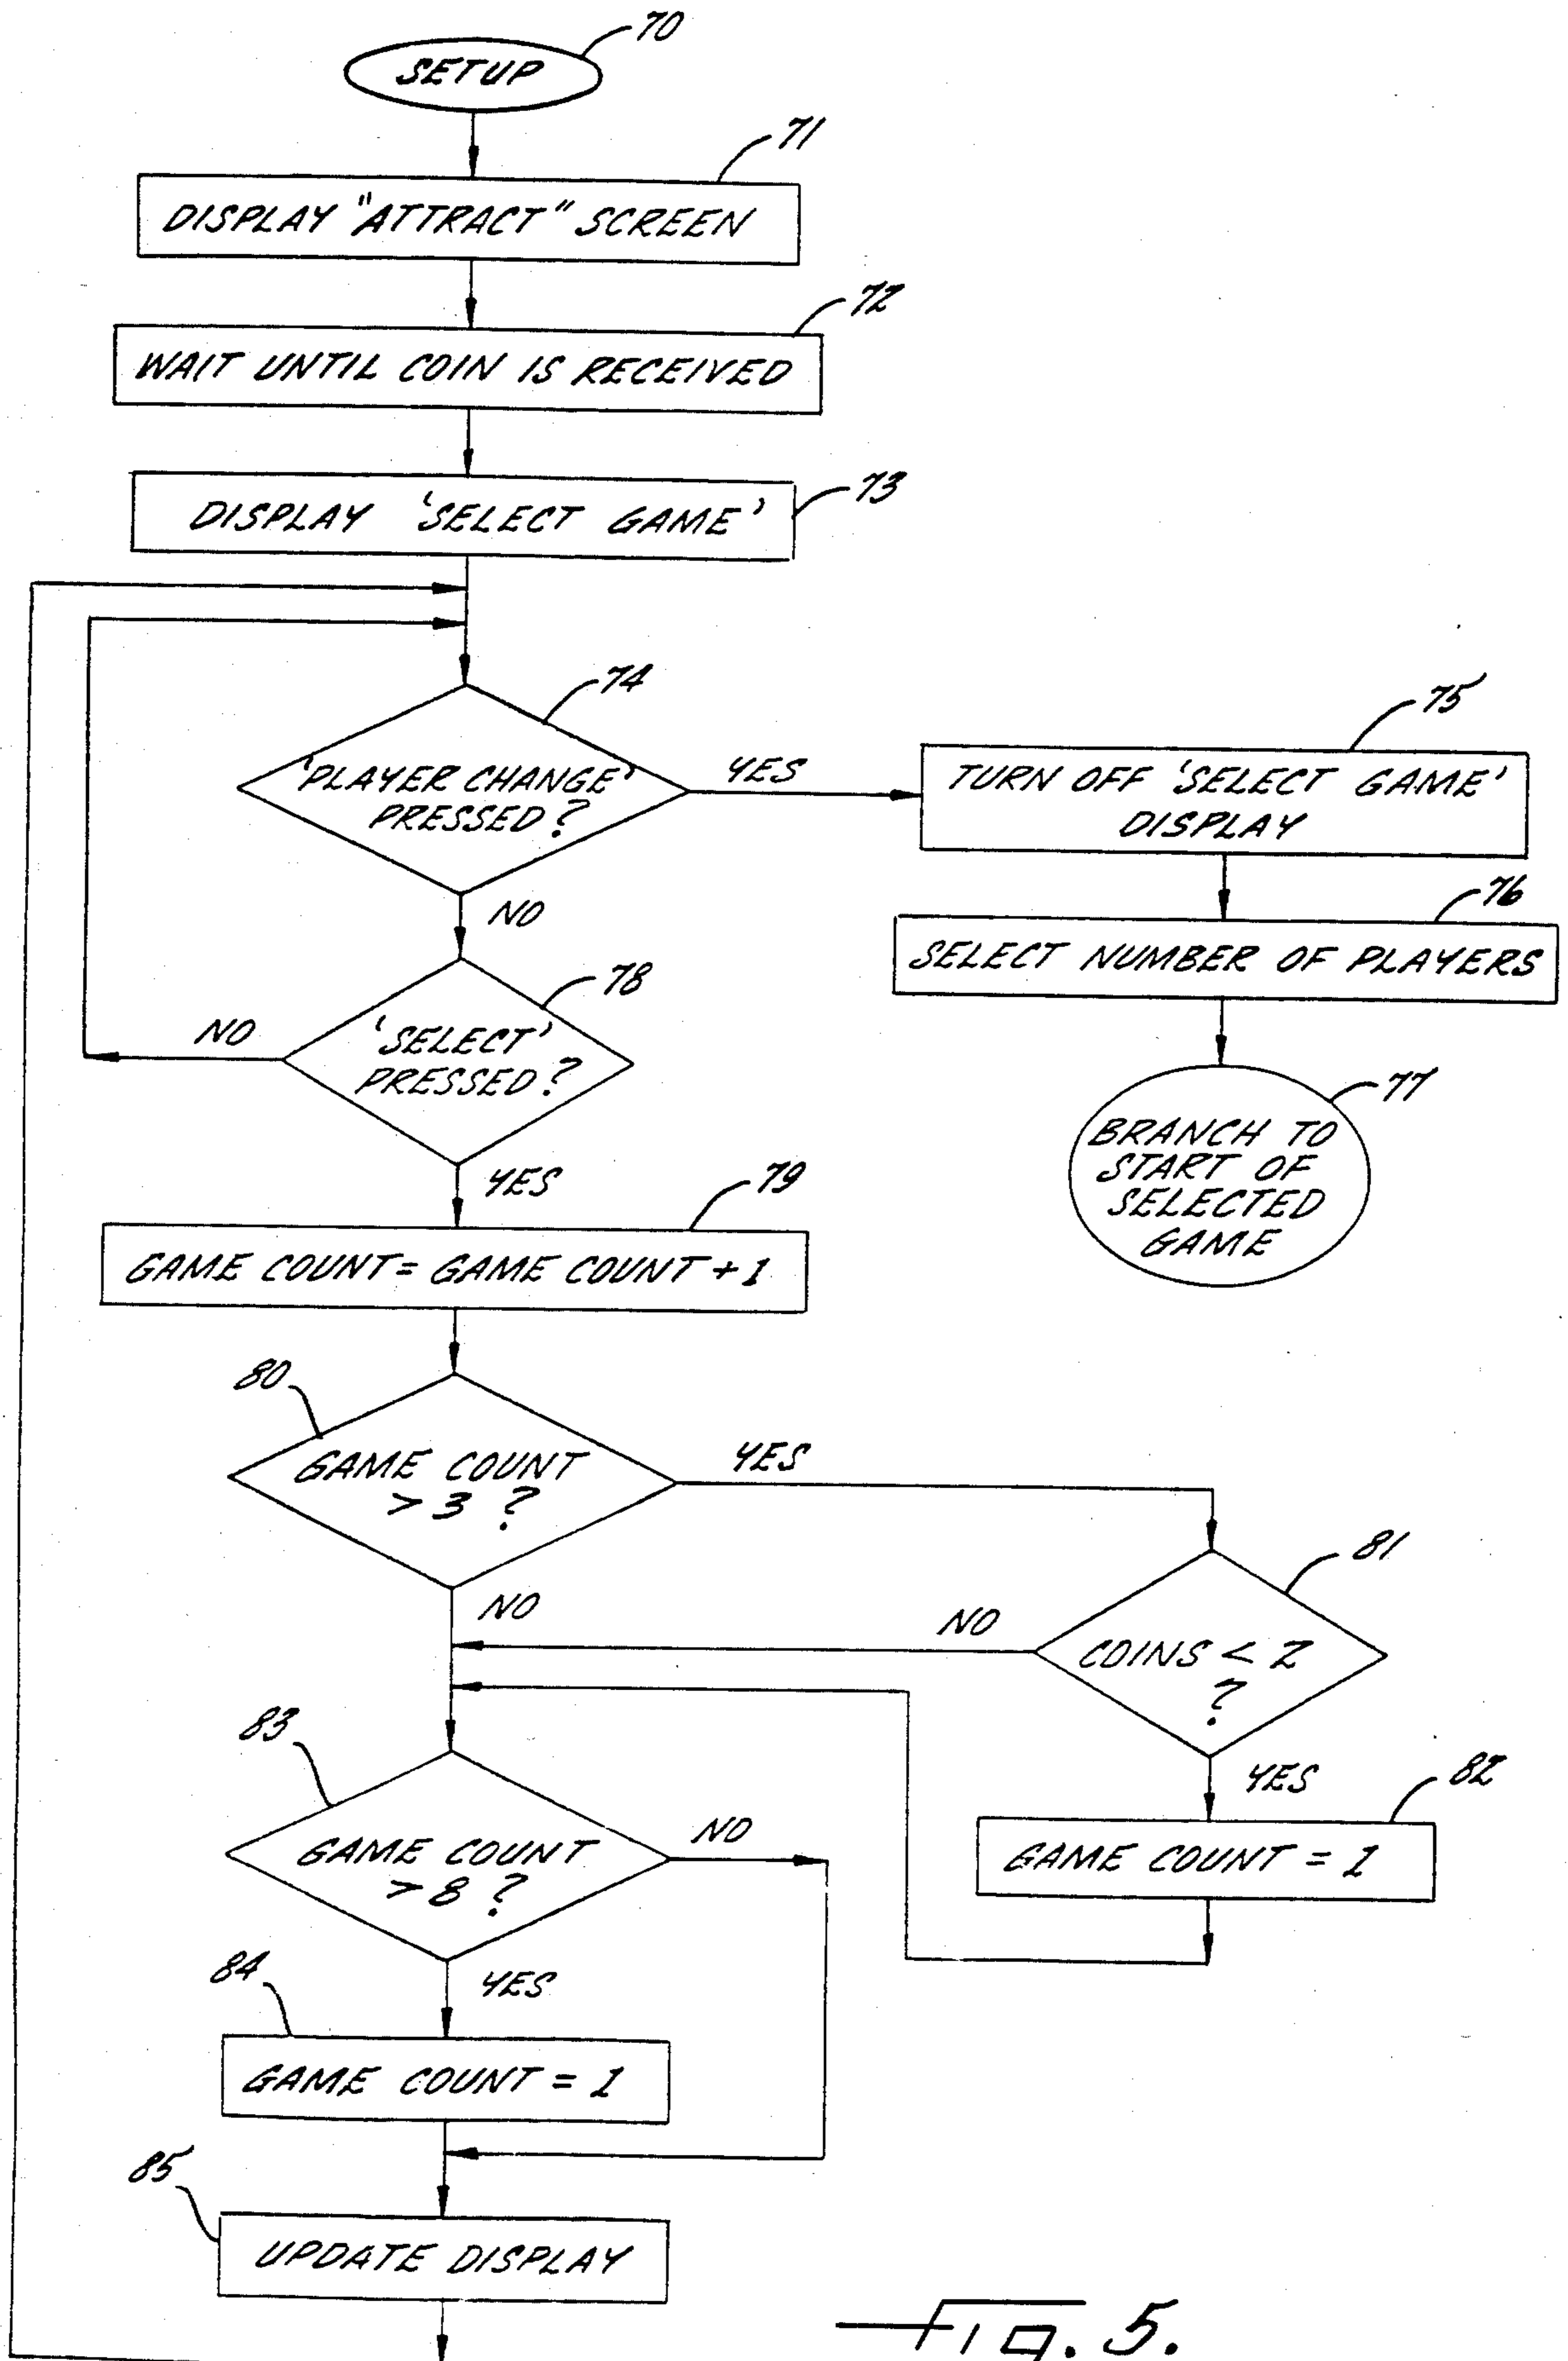 70
SETUP
71
DISPLAY "ATTRACT" SCREEN
72
WAIT UNTIL COIN IS RECEIVED
73
DISPLAY 'SELECT GAME'
74
'PLAYER CHANGE'
PRESSED?
YES
75
TURN OFF 'SELECT GAME'
DISPLAY
76
SELECT NUMBER OF PLAYERS
77
BRANCH TO
START OF
SELECTED
GAME
NO
78
'SELECT'
PRESSED?
NO
YES
79
GAME COUNT = GAME COUNT + 1
80
GAME COUNT
> 3 ?
YES
NO
81
COINS < 2
?
NO
YES
82
GAME COUNT = 1
83
GAME COUNT
> 8 ?
NO
YES
84
GAME COUNT = 1
85
UPDATE DISPLAY
FIG. 5.